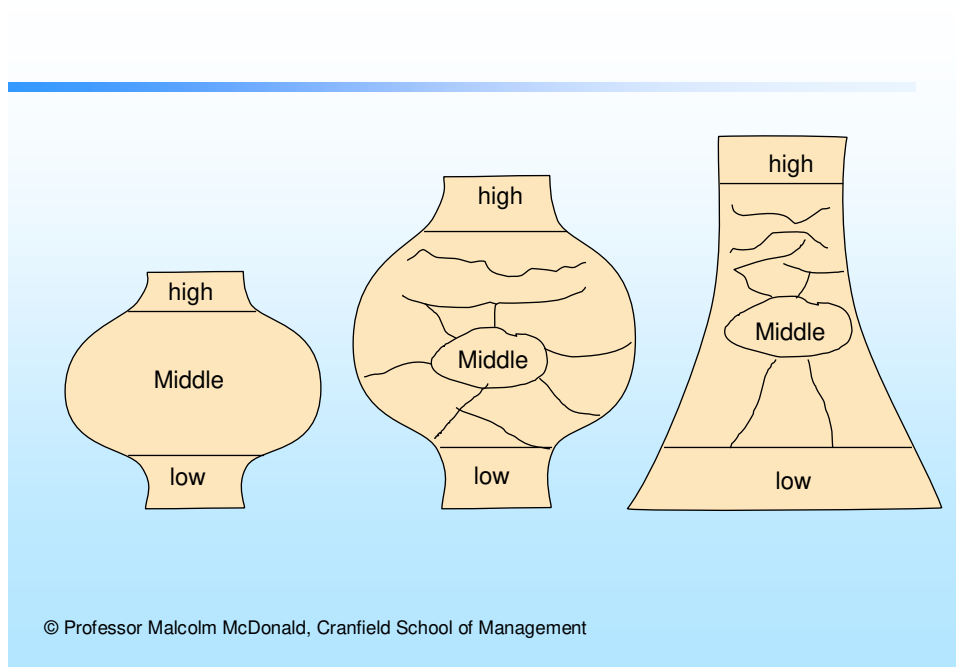 high
Middle
low
high
Middle
low
high
Middle
low
© Professor Malcolm McDonald, Cranfield School of Management